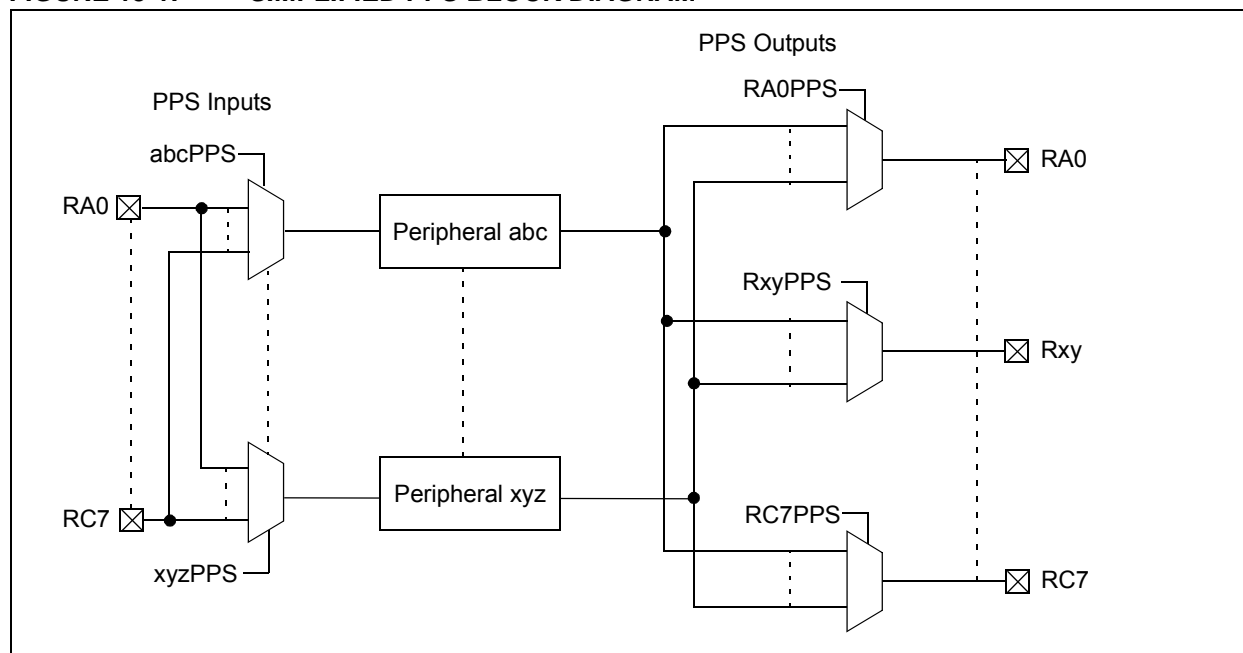 PPS Outputs
RA0PPS
PPS Inputs
abcPPS
RA0
RA0
Peripheral abc
RxyPPS
Rxy
Peripheral xyz
RC7
RC7PPS
xyzPPS
RC7